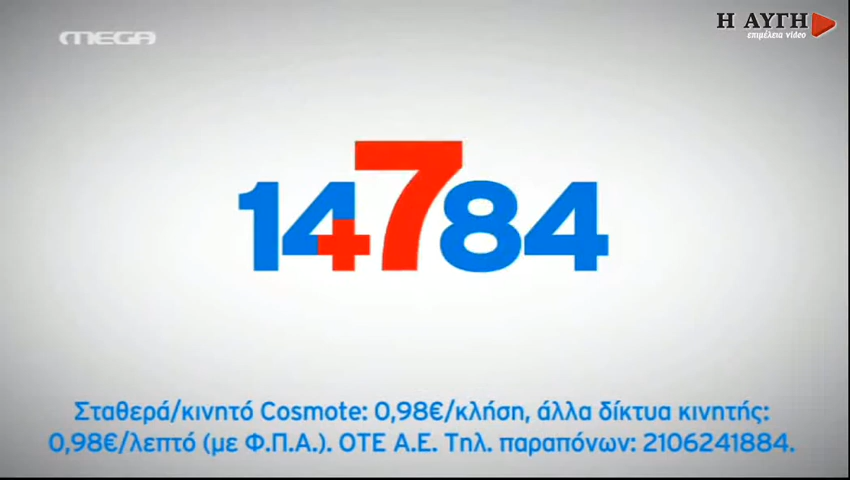 MEGA
Η ΑΥΓΗ
επιμέλεια video
14784
Σταθερά/κινητό Cosmote: 0,98€/κλήση, άλλα δίκτυα κινητής:
0,98€/λεπτό (με Φ.Π.Α.). ΟΤΕ Α.Ε. Τηλ. παραπόνων: 2106241884.